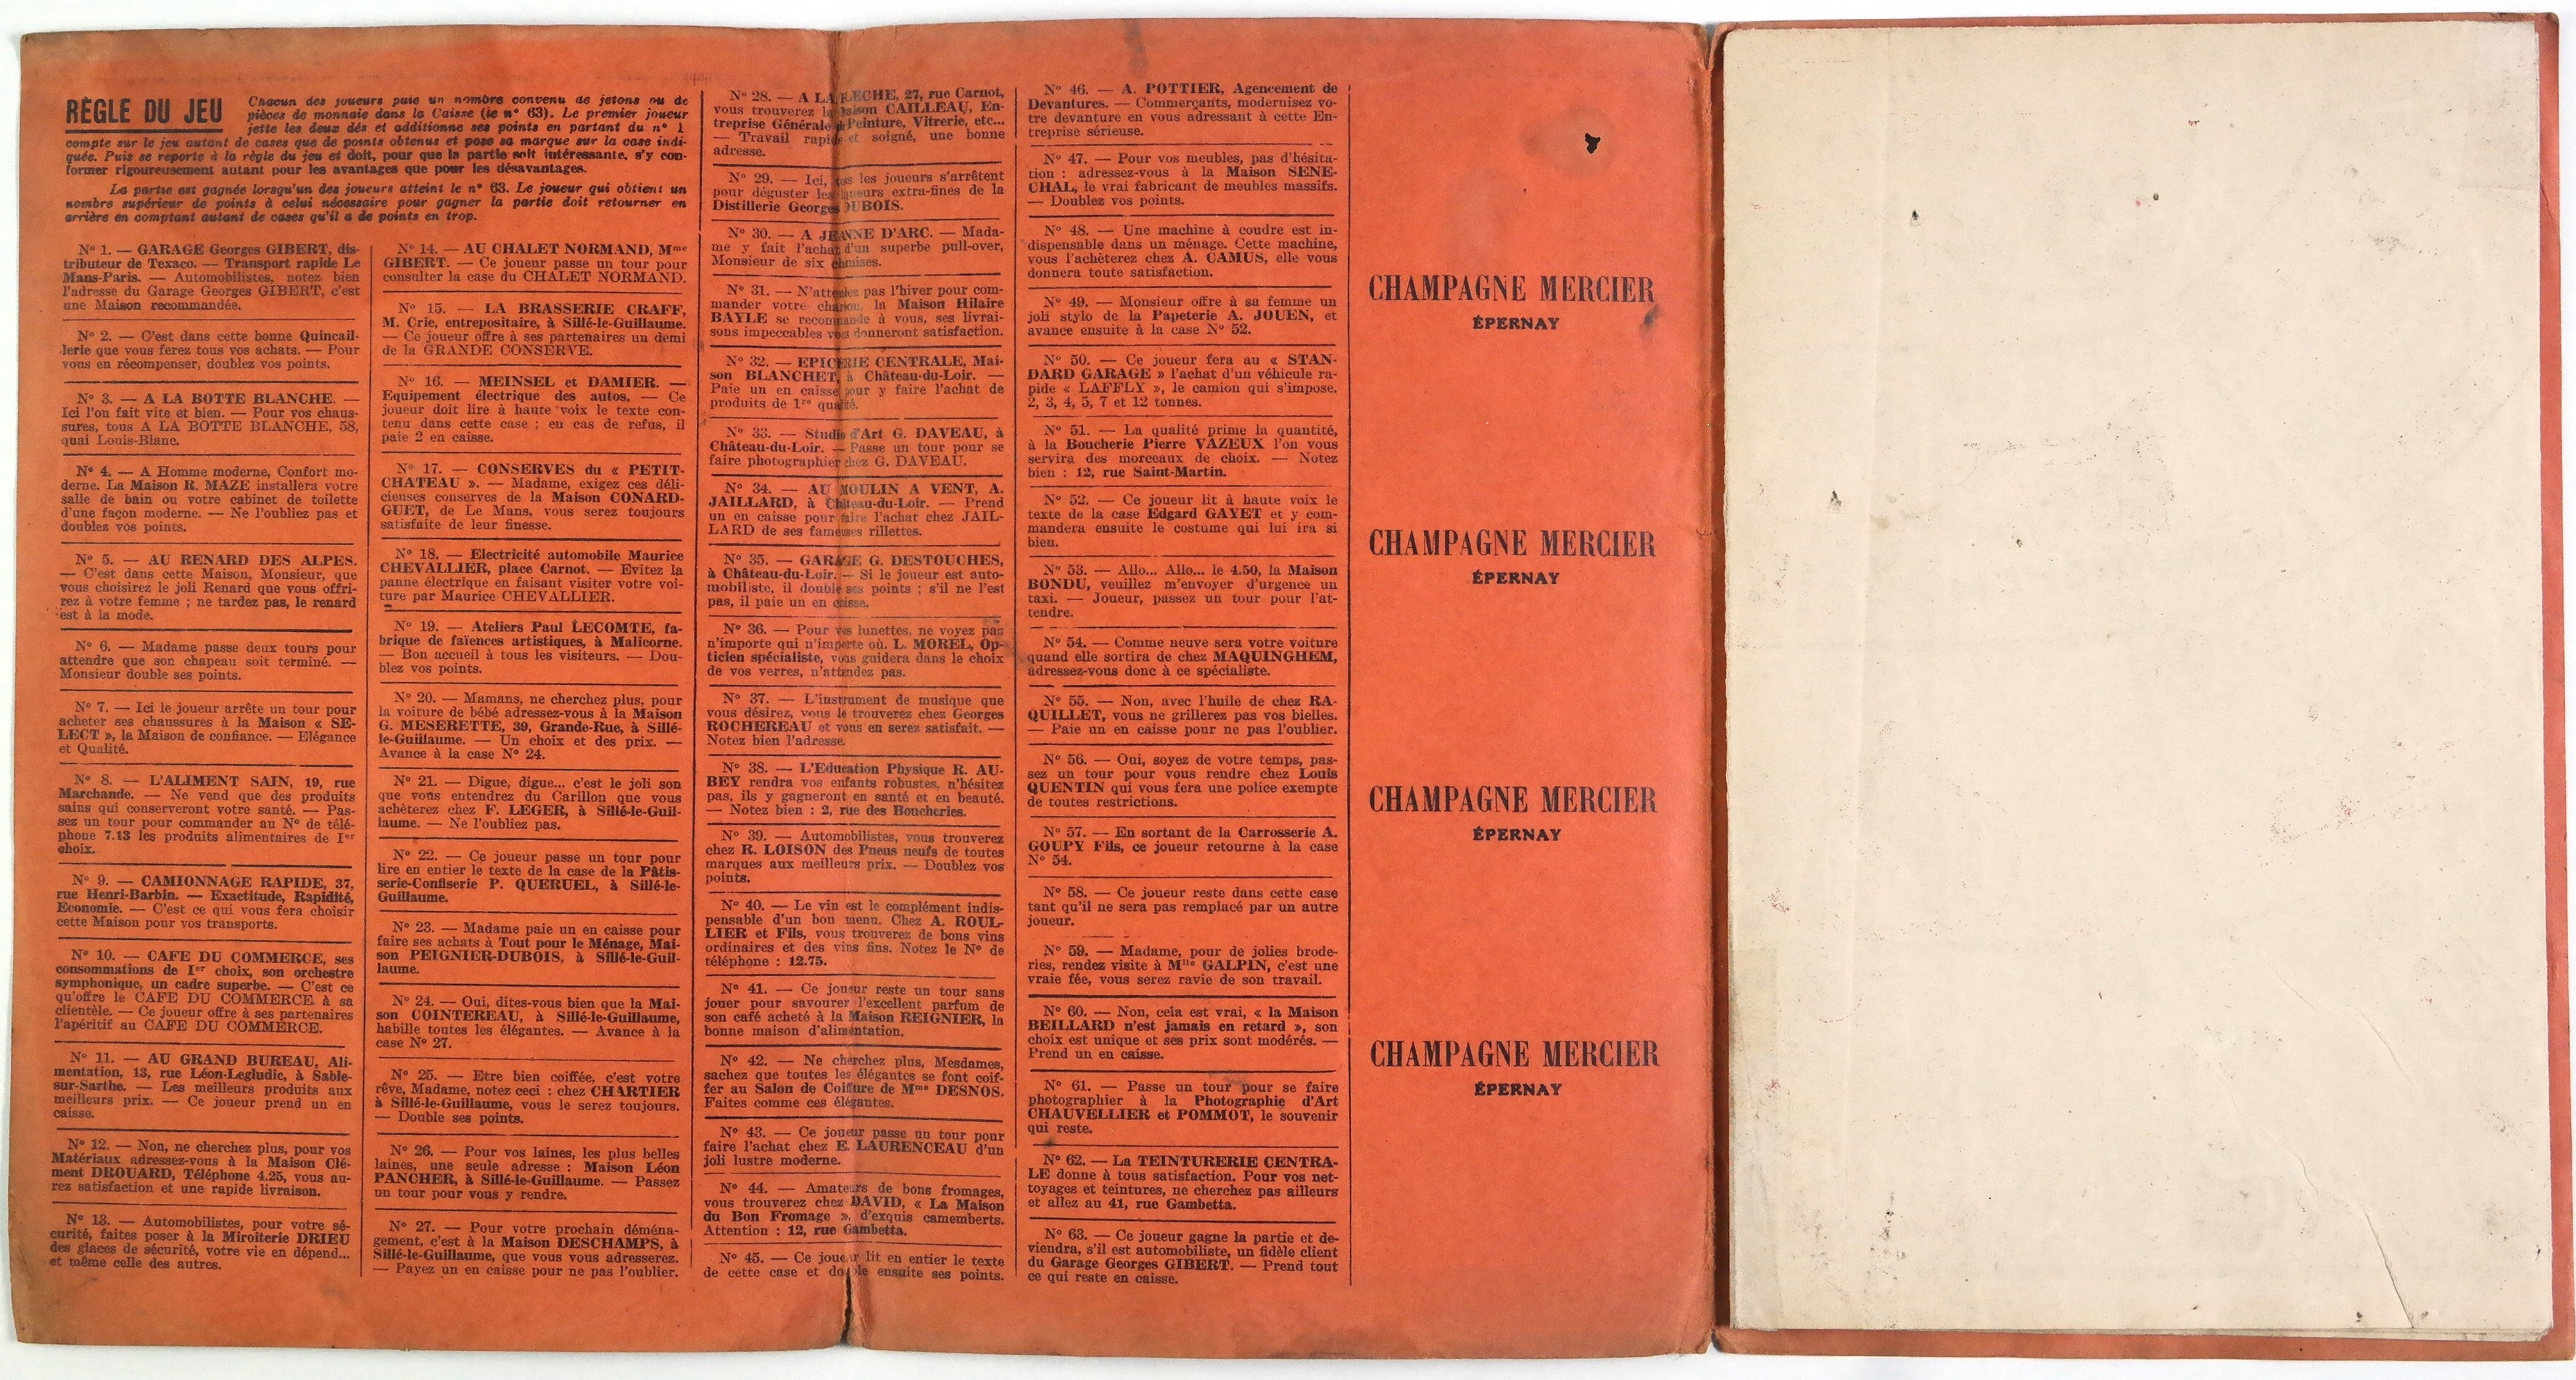 RÈGLE DU JEU
Chacun des joueurs paie un nombre convenu de jetons ou de
pièces de monnaie dans la Caisse (le n° 63). Le premier joueur
jette les deux dés et additionne ses points en partant du n° 1
compte sur le jeu autant de cases que de points obtenus et pose sa marque sur la case indi-
quée. Puis se reporte à la règle du jeu et doit, pour que la partie soit intéressante, s'y con-
former rigoureusement autant pour les avantages que pour les désavantages.
La partie est gagnée lorsqu'un des joueurs atteint le n° 63. Le joueur qui obtient un
nombre supérieur de points à celui nécessaire pour gagner la partie doit retourner en
arrière en comptant autant de cases qu'il a de points en trop.
N° 1. — GARAGE Georges GIBERT, dis-
tributeur de Texaco. — Transport rapide Le
Mans-Paris. — Automobilistes, notez bien
l'adresse du Garage Georges GIBERT, c'est
une Maison recommandée.
N° 2. — C'est dans cette bonne Quincail-
lerie que vous ferez tous vos achats. — Pour
vous en récompenser, doublez vos points.
N° 3. — A LA BOTTE BLANCHE. —
Ici l'on fait vite et bien. — Pour vos chaus-
sures, tous A LA BOTTE BLANCHE, 58,
quai Louis-Blanc.
N° 4. — A Homme moderne, Confort mo-
derne. La Maison R. MAZE installera votre
salle de bain ou votre cabinet de toilette
d'une façon moderne. — Ne l'oubliez pas et
doublez vos points.
N° 5. — AU RENARD DES ALPES.
— C'est dans cette Maison, Monsieur, que
vous choisirez le joli Renard que vous offri-
rez à votre femme ; ne tardez pas, le renard
est à la mode.
N° 6. — Madame passe deux tours pour
attendre que son chapeau soit terminé. —
Monsieur double ses points.
N° 7. — Ici le joueur arrête un tour pour
acheter ses chaussures à la Maison « SE-
LECT », la Maison de confiance. — Elégance
et Qualité.
N° 8. — L'ALIMENT SAIN, 19, rue
Marchande. — Ne vend que des produits
sains qui conserveront votre santé. — Pas-
sez un tour pour commander au N° de télé-
phone 7.13 les produits alimentaires de Ier
choix.
N° 9. — CAMIONNAGE RAPIDE, 37,
rue Henri-Barbin. — Exactitude, Rapidité,
Economie. — C'est ce qui vous fera choisir
cette Maison pour vos transports.
N° 10. — CAFE DU COMMERCE, ses
consommations de Ier choix, son orchestre
symphonique, un cadre superbe. — C'est ce
qu'offre le CAFE DU COMMERCE à sa
clientèle. — Ce joueur offre à ses partenaires
l'apéritif au CAFE DU COMMERCE.
N° 11. — AU GRAND BUREAU, Ali-
mentation, 13, rue Léon-Legludic, à Sable-
sur-Sarthe. — Les meilleurs produits aux
meilleurs prix. — Ce joueur prend un en
caisse.
N° 12. — Non, ne cherchez plus, pour vos
Matériaux adressez-vous à la Maison Clé-
ment DROUARD, Téléphone 4.25, vous au-
rez satisfaction et une rapide livraison.
N° 13. — Automobilistes, pour votre sé-
curité, faites poser à la Miroiterie DRIEU
des glaces de sécurité, votre vie en dépend...
et même celle des autres.
N° 14. — AU CHALET NORMAND, Mme
GIBERT. — Ce joueur passe un tour pour
consulter la case du CHALET NORMAND.
N° 15. — LA BRASSERIE CRAFF,
M. Crie, entrepositaire, à Sillé-le-Guillaume.
— Ce joueur offre à ses partenaires un demi
de la GRANDE CONSERVE.
N° 16. — MEINSEL et DAMIER. —
Equipement électrique des autos. — Ce
joueur doit lire à haute voix le texte con-
tenu dans cette case ; en cas de refus, il
paie 2 en caisse.
N° 17. — CONSERVES du « PETIT-
CHATEAU ». — Madame, exigez ces déli-
cieuses conserves de la Maison CONARD-
GUET, de Le Mans, vous serez toujours
satisfaite de leur finesse.
N° 18. — Electricité automobile Maurice
CHEVALLIER, place Carnot. — Evitez la
panne électrique en faisant visiter votre voi-
ture par Maurice CHEVALLIER.
N° 19. — Ateliers Paul LECOMTE, fa-
brique de faïences artistiques, à Malicorne.
— Bon accueil à tous les visiteurs. — Dou-
blez vos points.
N° 20. — Mamans, ne cherchez plus, pour
la voiture de bébé adressez-vous à la Maison
G. MESERETTE, 39, Grande-Rue, à Sillé-
le-Guillaume. — Un choix et des prix. —
Avance à la case N° 24.
N° 21. — Digue, digue... c'est le joli son
que vous entendrez du Carillon que vous
achèterez chez F. LEGER, à Sillé-le-Guil-
laume. — Ne l'oubliez pas.
N° 22. — Ce joueur passe un tour pour
lire en entier le texte de la case de la Pâtis-
serie-Confiserie P. QUERUEL, à Sillé-le-
Guillaume.
N° 23. — Madame paie un en caisse pour
faire ses achats à Tout pour le Ménage, Mai-
son PEIGNIER-DUBOIS, à Sillé-le-Guil-
laume.
N° 24. — Oui, dites-vous bien que la Mai-
son COINTEREAU, à Sillé-le-Guillaume,
habille toutes les élégantes. — Avance à la
case N° 27.
N° 25. — Etre bien coiffée, c'est votre
rêve, Madame, notez ceci : chez CHARTIER
à Sillé-le-Guillaume, vous le serez toujours.
— Double ses points.
N° 26. — Pour vos laines, les plus belles
laines, une seule adresse : Maison Léon
PANCHER, à Sillé-le-Guillaume. — Passez
un tour pour vous y rendre.
N° 27. — Pour votre prochain déména-
gement, c'est à la Maison DESCHAMPS, à
Sillé-le-Guillaume, que vous vous adresserez.
— Payez un en caisse pour ne pas l'oublier.
N° 28. — A LA FLECHE, 27, rue Carnot,
vous trouverez la Maison CAILLEAU, En-
treprise Générale de Peinture, Vitrerie, etc...
— Travail rapide et soigné, une bonne
adresse.
N° 29. — Ici, tous les joueurs s'arrêtent
pour déguster les liqueurs extra-fines de la
Distillerie Georges DUBOIS.
N° 30. — A JEANNE D'ARC. — Mada-
me y fait l'achat d'un superbe pull-over,
Monsieur de six chemises.
N° 31. — N'attendez pas l'hiver pour com-
mander votre charbon, la Maison Hilaire
BAYLE se recommande à vous, ses livrai-
sons impeccables vous donneront satisfaction.
N° 32. — EPICERIE CENTRALE, Mai-
son BLANCHET, à Château-du-Loir. —
Paie un en caisse pour y faire l'achat de
produits de 1re qualité.
N° 33. — Studio d'Art G. DAVEAU, à
Château-du-Loir. — Passe un tour pour se
faire photographier chez G. DAVEAU.
N° 34. — AU MOULIN A VENT, A.
JAILLARD, à Château-du-Loir. — Prend
un en caisse pour faire l'achat chez JAIL-
LARD de ses fameuses rillettes.
N° 35. — GARAGE G. DESTOUCHES,
à Château-du-Loir. — Si le joueur est auto-
mobiliste, il double ses points ; s'il ne l'est
pas, il paie un en caisse.
N° 36. — Pour vos lunettes, ne voyez pas
n'importe qui n'importe où. L. MOREL, Op-
ticien spécialiste, vous guidera dans le choix
de vos verres, n'attendez pas.
N° 37. — L'instrument de musique que
vous désirez, vous le trouverez chez Georges
ROCHEREAU et vous en serez satisfait. —
Notez bien l'adresse.
N° 38. — L'Education Physique R. AU-
BEY rendra vos enfants robustes, n'hésitez
pas, ils y gagneront en santé et en beauté.
— Notez bien : 2, rue des Boucheries.
N° 39. — Automobilistes, vous trouverez
chez R. LOISON des Pneus neufs de toutes
marques aux meilleurs prix. — Doublez vos
points.
N° 40. — Le vin est le complément indis-
pensable d'un bon menu. Chez A. ROUL-
LIER et Fils, vous trouverez de bons vins
ordinaires et des vins fins. Notez le N° de
téléphone : 12.75.
N° 41. — Ce joueur reste un tour sans
jouer pour savourer l'excellent parfum de
son café acheté à la Maison REIGNIER, la
bonne maison d'alimentation.
N° 42. — Ne cherchez plus, Mesdames,
sachez que toutes les élégantes se font coif-
fer au Salon de Coiffure de Mme DESNOS.
Faites comme ces élégantes.
N° 43. — Ce joueur passe un tour pour
faire l'achat chez E. LAURENCEAU d'un
joli lustre moderne.
N° 44. — Amateurs de bons fromages,
vous trouverez chez DAVID, « La Maison
du Bon Fromage », d'exquis camemberts.
Attention : 12, rue Gambetta.
N° 45. — Ce joueur lit en entier le texte
de cette case et double ensuite ses points.
N° 46. — A. POTTIER, Agencement de
Devantures. — Commerçants, modernisez vo-
tre devanture en vous adressant à cette En-
treprise sérieuse.
N° 47. — Pour vos meubles, pas d'hésita-
tion : adressez-vous à la Maison SENE-
CHAL, le vrai fabricant de meubles massifs.
— Doublez vos points.
N° 48. — Une machine à coudre est in-
dispensable dans un ménage. Cette machine,
vous l'achèterez chez A. CAMUS, elle vous
donnera toute satisfaction.
N° 49. — Monsieur offre à sa femme un
joli stylo de la Papeterie A. JOUEN, et
avance ensuite à la case N° 52.
N° 50. — Ce joueur fera au « STAN-
DARD GARAGE » l'achat d'un véhicule ra-
pide « LAFFLY », le camion qui s'impose.
2, 3, 4, 5, 7 et 12 tonnes.
N° 51. — La qualité prime la quantité,
à la Boucherie Pierre VAZEUX l'on vous
servira des morceaux de choix. — Notez
bien : 12, rue Saint-Martin.
N° 52. — Ce joueur lit à haute voix le
texte de la case Edgard GAYET et y com-
mandera ensuite le costume qui lui ira si
bien.
N° 53. — Allo... Allo... le 4.50, la Maison
BONDU, veuillez m'envoyer d'urgence un
taxi. — Joueur, passez un tour pour l'at-
tendre.
N° 54. — Comme neuve sera votre voiture
quand elle sortira de chez MAQUINGHEM,
adressez-vous donc à ce spécialiste.
N° 55. — Non, avec l'huile de chez RA-
QUILLET, vous ne grillerez pas vos bielles.
— Paie un en caisse pour ne pas l'oublier.
N° 56. — Oui, soyez de votre temps, pas-
sez un tour pour vous rendre chez Louis
QUENTIN qui vous fera une police exempte
de toutes restrictions.
N° 57. — En sortant de la Carrosserie A.
GOUPY Fils, ce joueur retourne à la case
N° 54.
N° 58. — Ce joueur reste dans cette case
tant qu'il ne sera pas remplacé par un autre
joueur.
N° 59. — Madame, pour de jolies brode-
ries, rendez visite à Mlle GALPIN, c'est une
vraie fée, vous serez ravie de son travail.
N° 60. — Non, cela est vrai, « la Maison
BEILLARD n'est jamais en retard », son
choix est unique et ses prix sont modérés. —
Prend un en caisse.
N° 61. — Passe un tour pour se faire
photographier à la Photographie d'Art
CHAUVELLIER et POMMOT, le souvenir
qui reste.
N° 62. — La TEINTURERIE CENTRA-
LE donne à tous satisfaction. Pour vos net-
toyages et teintures, ne cherchez pas ailleurs
et allez au 41, rue Gambetta.
N° 63. — Ce joueur gagne la partie et de-
viendra, s'il est automobiliste, un fidèle client
du Garage Georges GIBERT. — Prend tout
ce qui reste en caisse.
CHAMPAGNE MERCIER
ÉPERNAY
CHAMPAGNE MERCIER
ÉPERNAY
CHAMPAGNE MERCIER
ÉPERNAY
CHAMPAGNE MERCIER
ÉPERNAY